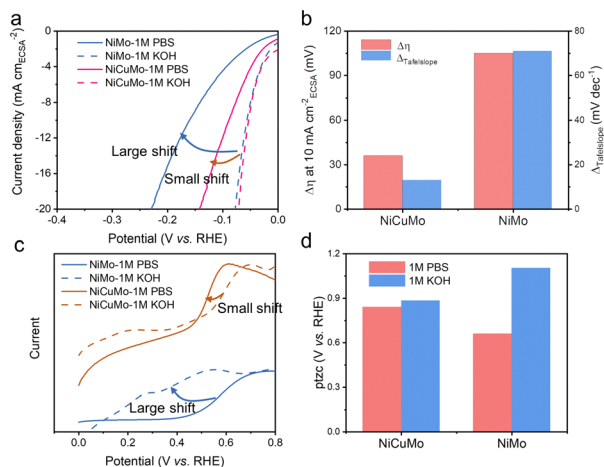 a
NiMo-1M PBS
NiMo-1M KOH
NiCuMo-1M PBS
NiCuMo-1M KOH
Large shift
Small shift
Current density (mA cm_ECSA^-2)
0
-4
-8
-12
-16
-20
-0.4
-0.3
-0.2
-0.1
0.0
Potential (V vs. RHE)
b
Δη
Δ_Tafelslope
Δη at 10 mA cm^-2_ECSA (mV)
120
90
60
30
0
80
60
40
20
0
Δ_Tafelslope (mV dec^-1)
NiCuMo
NiMo
c
NiMo-1M PBS
NiMo-1M KOH
NiCuMo-1M PBS
NiCuMo-1M KOH
Small shift
Large shift
Current
0.0
0.2
0.4
0.6
0.8
Potential (V vs. RHE)
d
1M PBS
1M KOH
ptzc (V vs. RHE)
1.2
0.9
0.6
0.3
0.0
NiCuMo
NiMo